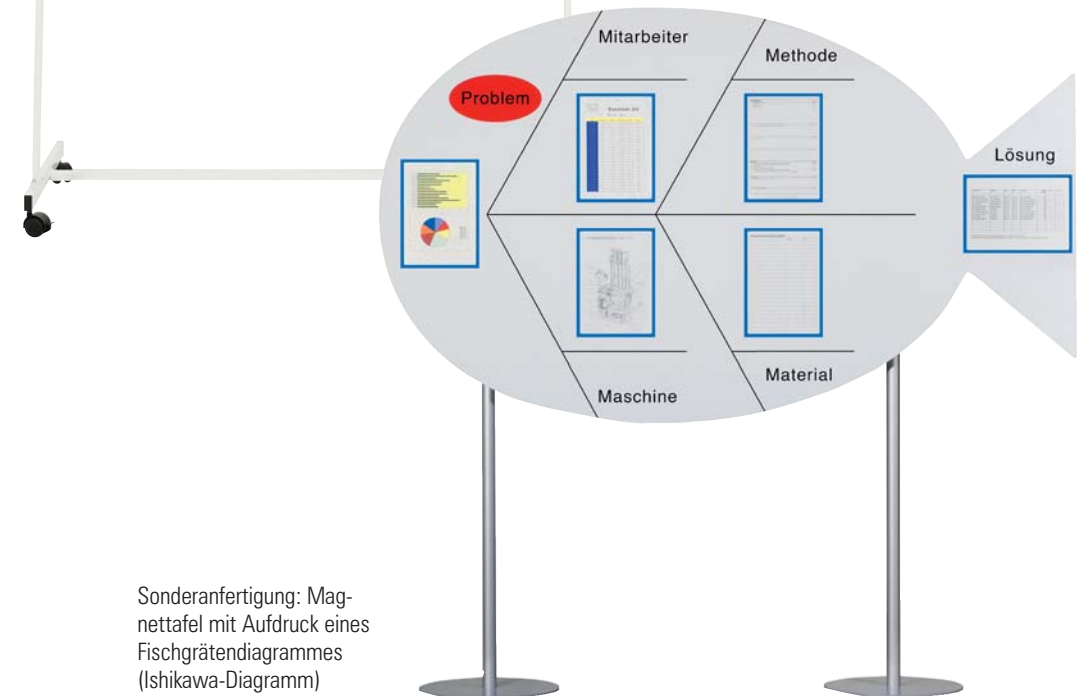 Mitarbeiter
Methode
Problem
Lösung
Maschine
Material
Sonderanfertigung: Mag-
nettafel mit Aufdruck eines
Fischgrätendiagrammes
(Ishikawa-Diagramm)